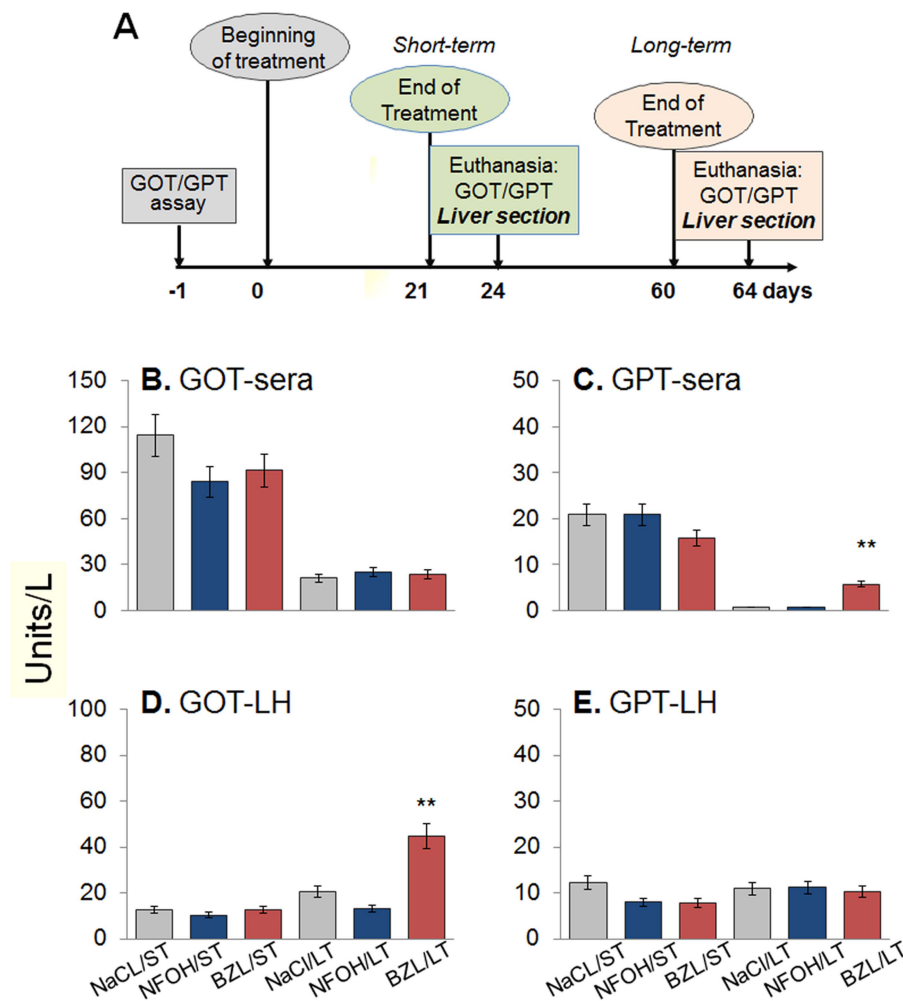 A
Beginning
of treatment
Short-term
Long-term
End of
Treatment
End of
Treatment
GOT/GPT
assay
Euthanasia:
GOT/GPT
Liver section
Euthanasia:
GOT/GPT
Liver section
-1
0
21
24
60
64 days
Units/L
B. GOT-sera
150
120
90
60
30
0
C. GPT-sera
50
40
30
20
10
0
**
D. GOT-LH
100
80
60
40
20
0
**
NaCL/ST
NFOH/ST
BZL/ST
NaCl/LT
NFOH/LT
BZL/LT
E. GPT-LH
50
40
30
20
10
0
NaCL/ST
NFOH/ST
BZL/ST
NaCl/LT
NFOH/LT
BZL/LT